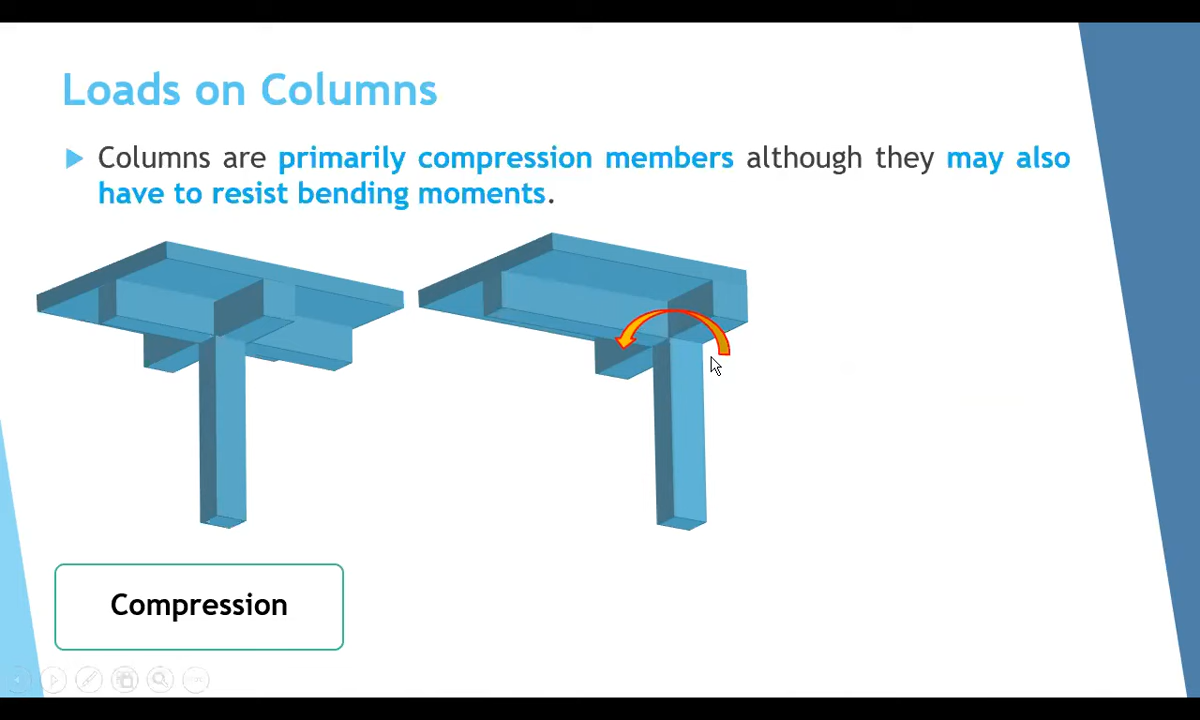 Loads on Columns
Columns are primarily compression members although they may also
have to resist bending moments.
Compression